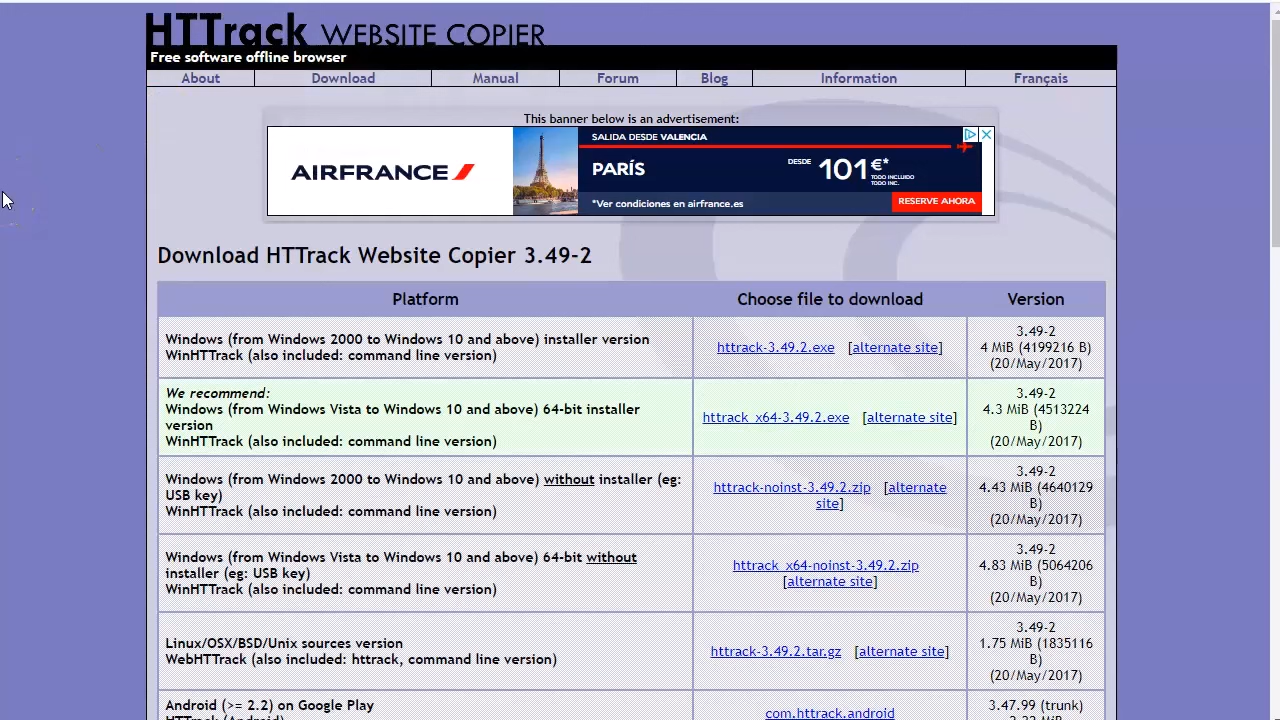 HTTrack WEBSITE COPIER
Free software offline browser
About Download Manual Forum Blog Information Français
This banner below is an advertisement:
AIRFRANCE
SALIDA DESDE VALENCIA
PARÍS
DESDE 101€*
TODO INCLUIDO
TODO INC.
*Ver condiciones en airfrance.es
RESERVE AHORA
Download HTTrack Website Copier 3.49-2
Platform Choose file to download Version
Windows (from Windows 2000 to Windows 10 and above) installer version
WinHTTrack (also included: command line version)
httrack-3.49.2.exe [alternate site]
3.49-2
4 MiB (4199216 B)
(20/May/2017)
We recommend:
Windows (from Windows Vista to Windows 10 and above) 64-bit installer
version
WinHTTrack (also included: command line version)
httrack_x64-3.49.2.exe [alternate site]
3.49-2
4.3 MiB (4513224
B)
(20/May/2017)
Windows (from Windows 2000 to Windows 10 and above) without installer (eg:
USB key)
WinHTTrack (also included: command line version)
httrack-noinst-3.49.2.zip [alternate
site]
3.49-2
4.43 MiB (4640129
B)
(20/May/2017)
Windows (from Windows Vista to Windows 10 and above) 64-bit without
installer (eg: USB key)
WinHTTrack (also included: command line version)
httrack_x64-noinst-3.49.2.zip
[alternate site]
3.49-2
4.83 MiB (5064206
B)
(20/May/2017)
Linux/OSX/BSD/Unix sources version
WebHTTrack (also included: httrack, command line version)
httrack-3.49.2.tar.gz [alternate site]
3.49-2
1.75 MiB (1835116
B)
(20/May/2017)
Android (>= 2.2) on Google Play
HTTrack (Android)
com.httrack.android
3.47.99 (trunk)